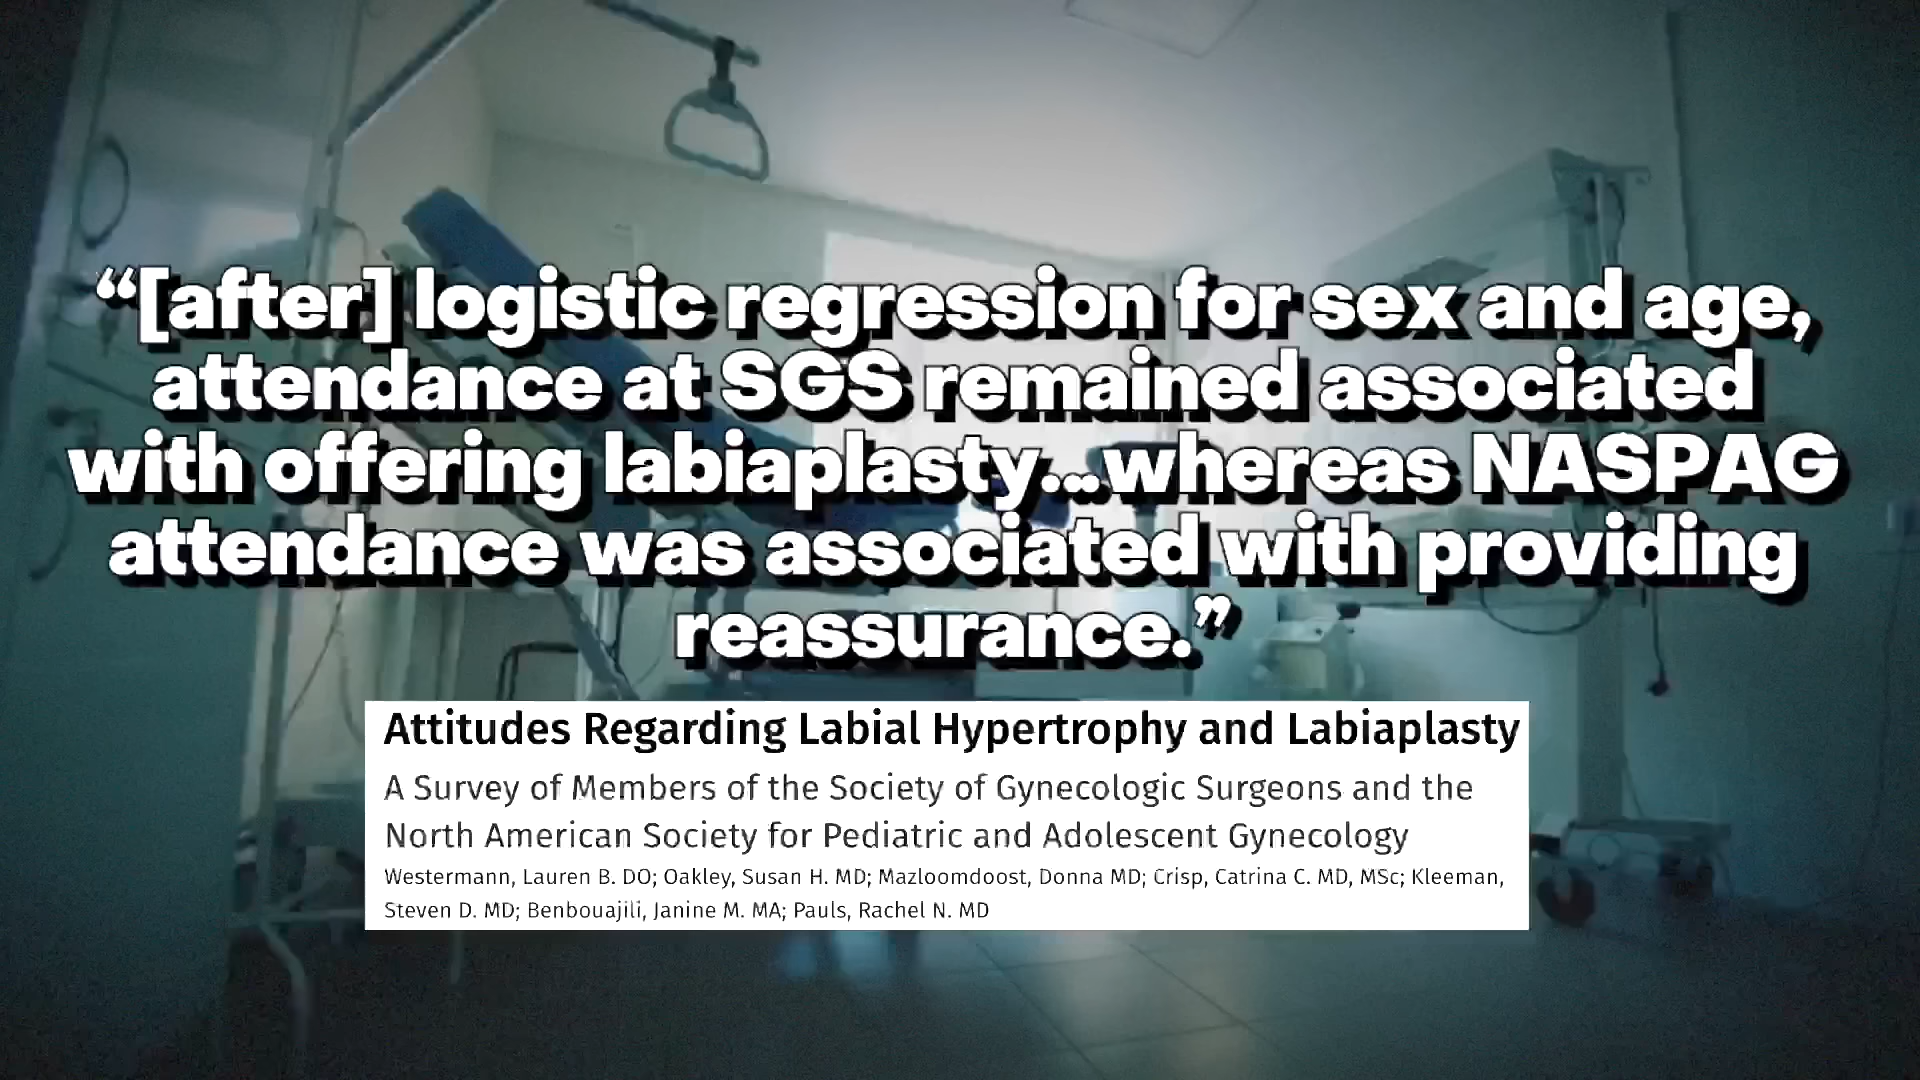 “[after] logistic regression for sex and age,
attendance at SGS remained associated
with offering labiaplasty...whereas NASPAG
attendance was associated with providing
reassurance.”
Attitudes Regarding Labial Hypertrophy and Labiaplasty
A Survey of Members of the Society of Gynecologic Surgeons and the
North American Society for Pediatric and Adolescent Gynecology
Westermann, Lauren B. DO; Oakley, Susan H. MD; Mazloomdoost, Donna MD; Crisp, Catrina C. MD, MSc; Kleeman,
Steven D. MD; Benbouajili, Janine M. MA; Pauls, Rachel N. MD